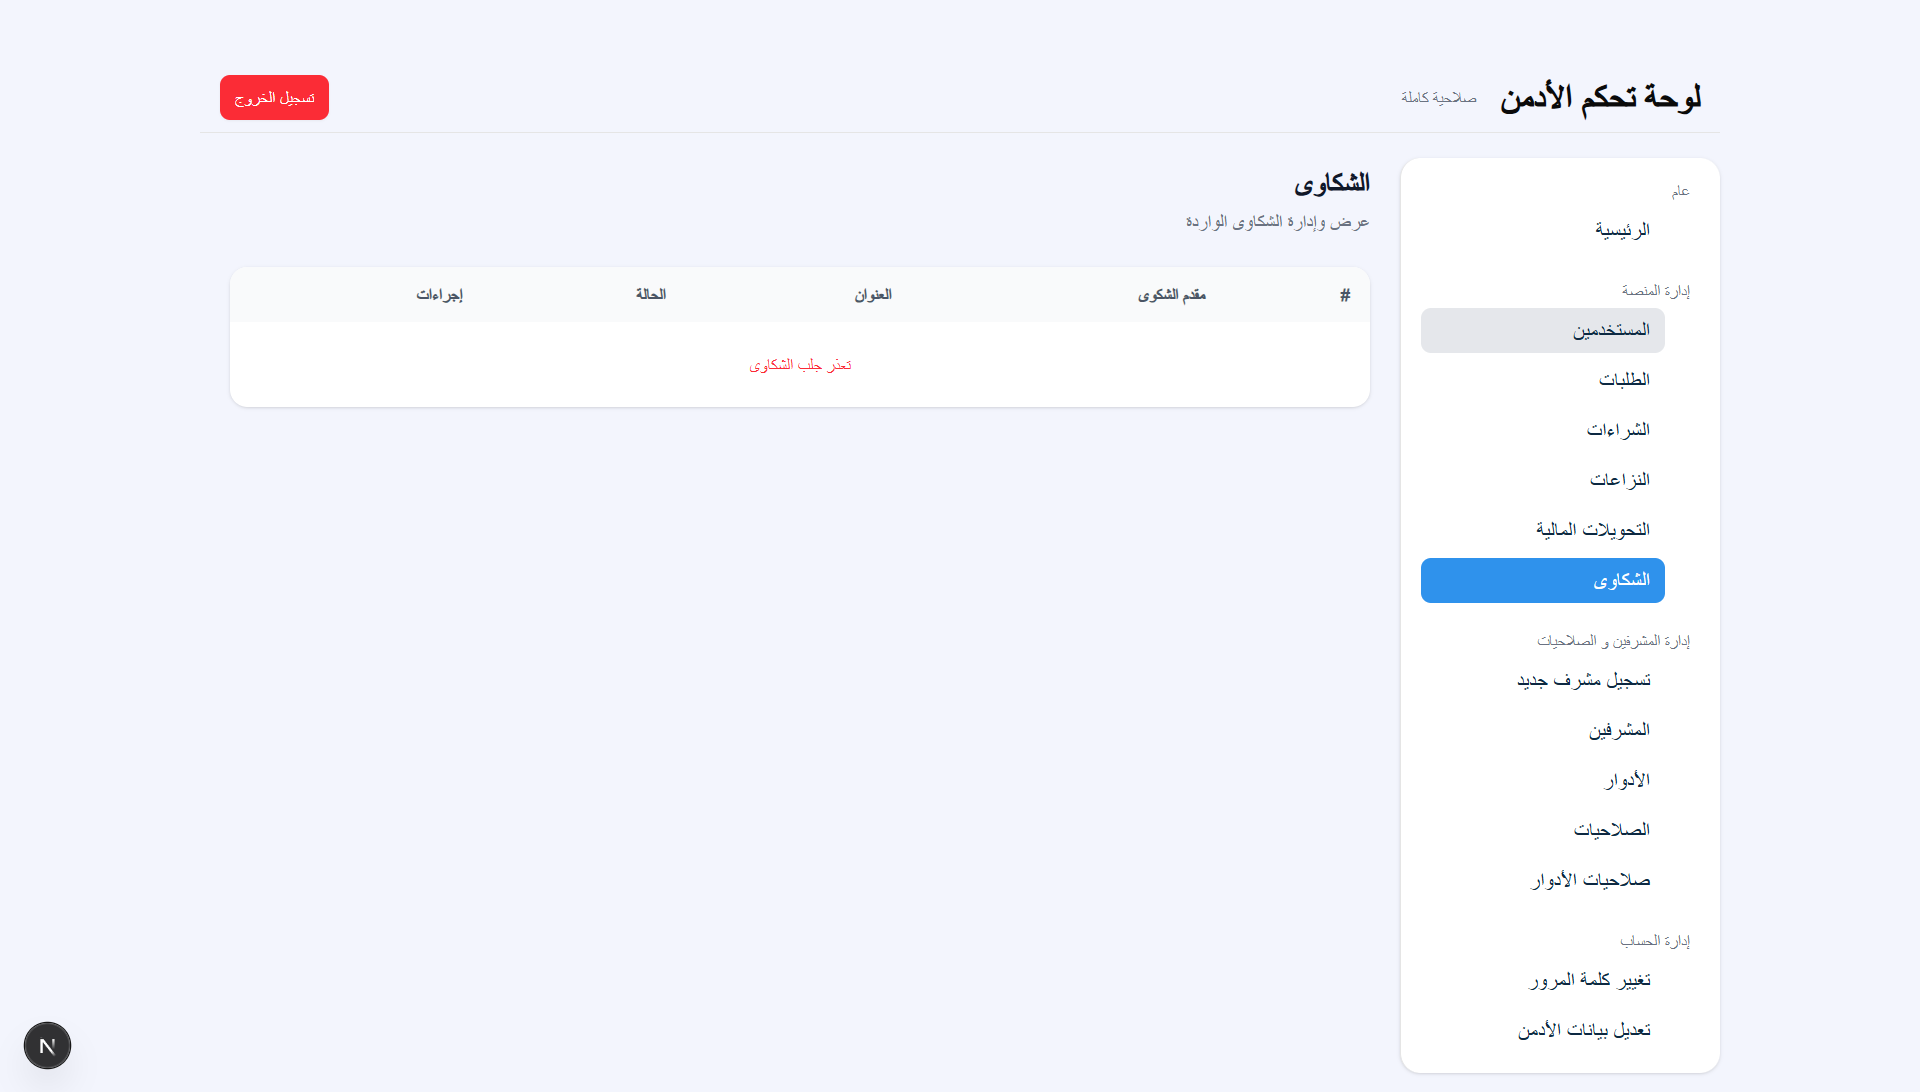 لوحة تحكم الأدمن
صلاحية كاملة
تسجيل الخروج
عام
الرئيسية
إدارة المنصة
المستخدمين
الطلبات
الشراءات
النزاعات
التحويلات المالية
الشكاوى
إدارة المشرفين و الصلاحيات
تسجيل مشرف جديد
المشرفين
الأدوار
الصلاحيات
صلاحيات الأدوار
إدارة الحساب
تغيير كلمة المرور
تعديل بيانات الأدمن
الشكاوى
عرض وإدارة الشكاوى الواردة
# مقدم الشكوى العنوان الحالة إجراءات
تعذر جلب الشكاوى
N